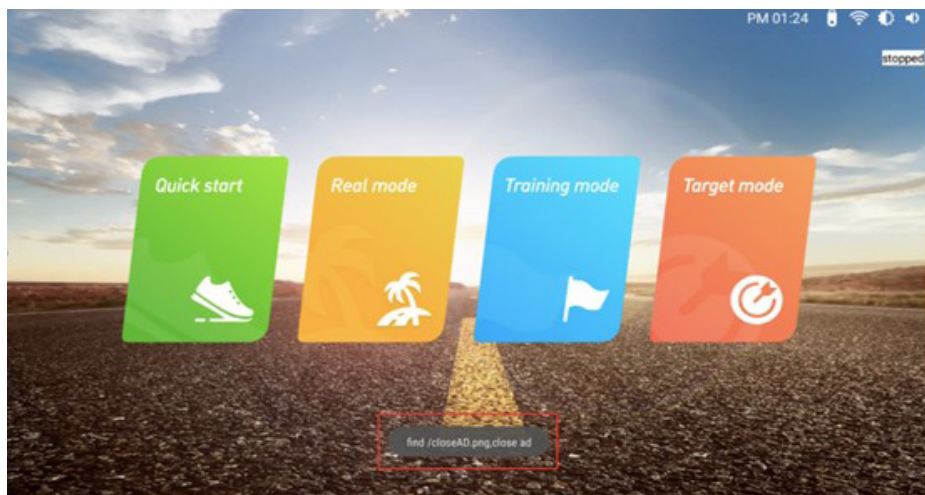 PM 01:24
stopped
Quick start
Real mode
Training mode
Target mode
find /closeAD.png,close ad